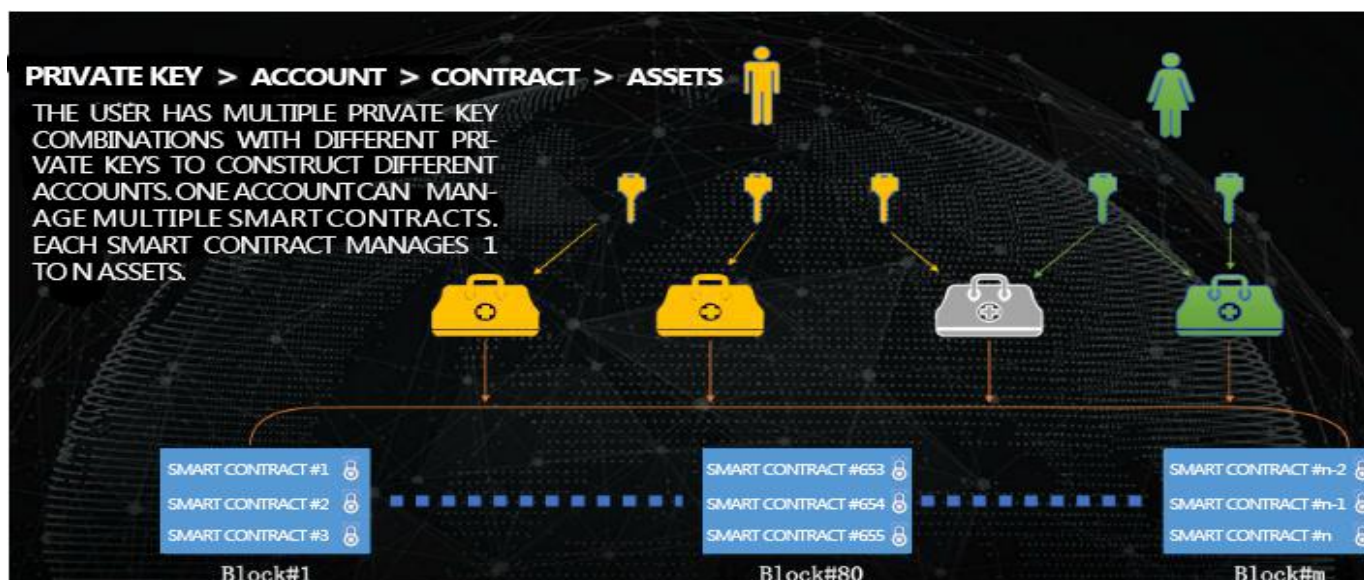 PRIVATE KEY > ACCOUNT > CONTRACT > ASSETS
THE USER HAS MULTIPLE PRIVATE KEY
COMBINATIONS WITH DIFFERENT PRI-
VATE KEYS TO CONSTRUCT DIFFERENT
ACCOUNTS. ONE ACCOUNT CAN MAN-
AGE MULTIPLE SMART CONTRACTS.
EACH SMART CONTRACT MANAGES 1
TO N ASSETS.
SMART CONTRACT #1
SMART CONTRACT #2
SMART CONTRACT #3
Block#1
SMART CONTRACT #653
SMART CONTRACT #654
SMART CONTRACT #655
Block#80
SMART CONTRACT #n-2
SMART CONTRACT #n-1
SMART CONTRACT #n
Block#m